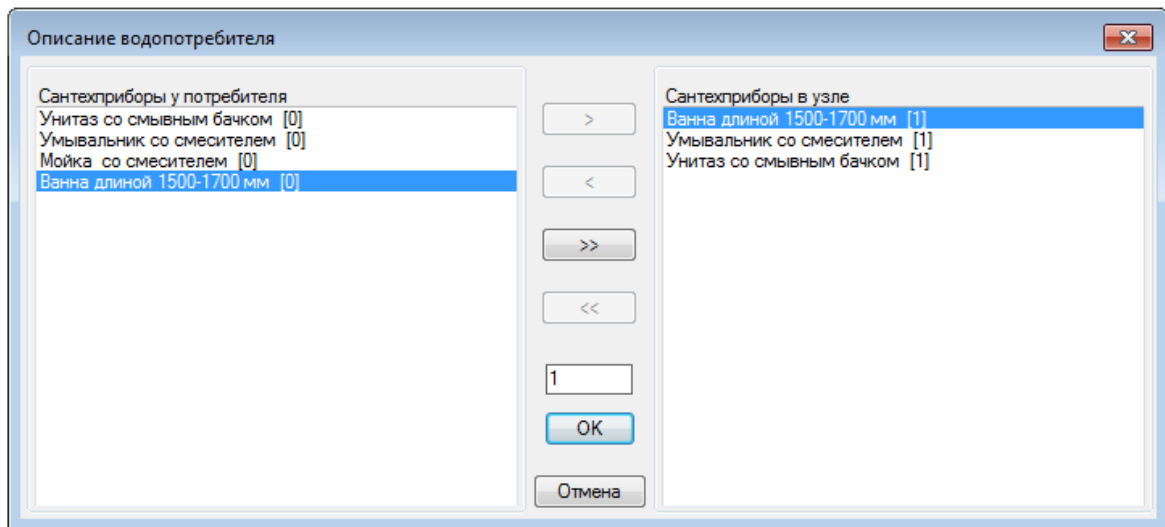 Описание водопотребителя
Сантехприборы у потребителя
Унитаз со смывным бачком [0]
Умывальник со смесителем [0]
Мойка со смесителем [0]
Ванна длиной 1500-1700 мм [0]
>
<
>>
<<
1
OK
Отмена
Сантехприборы в узле
Ванна длиной 1500-1700 мм [1]
Умывальник со смесителем [1]
Унитаз со смывным бачком [1]